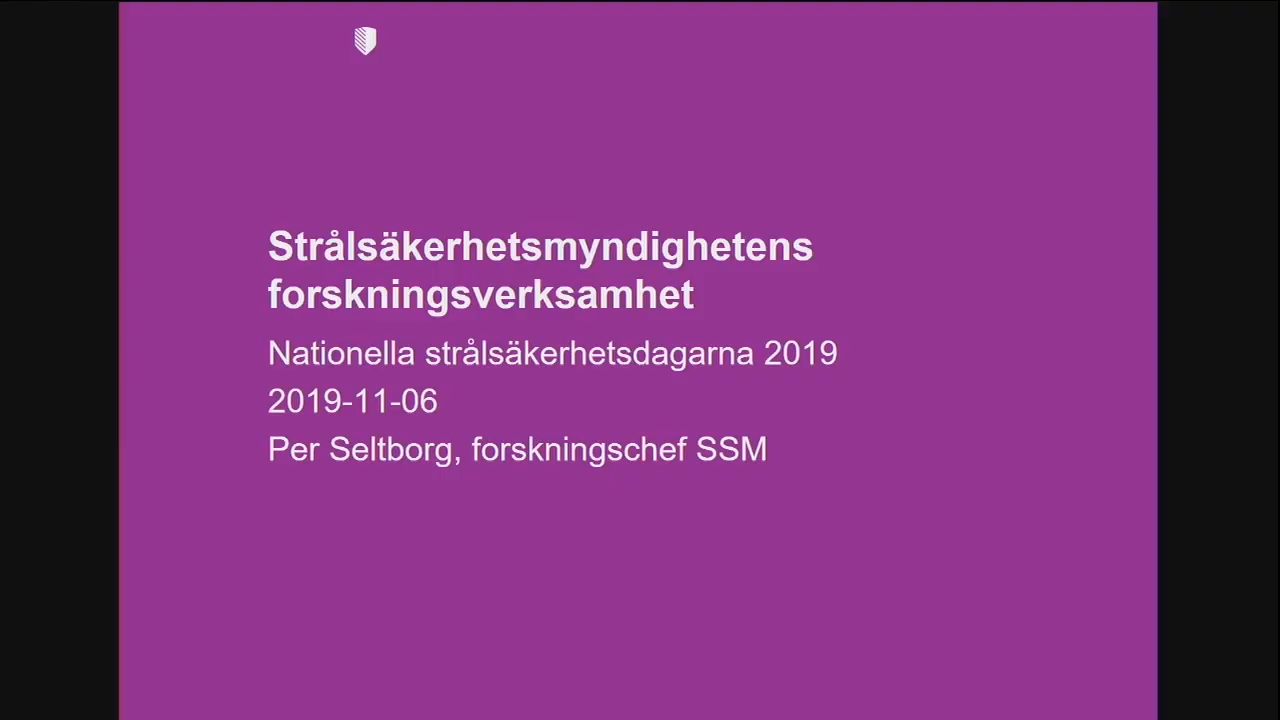 Strålsäkerhetsmyndighetens
forskningsverksamhet
Nationella strålsäkerhetsdagarna 2019
2019-11-06
Per Seltborg, forskningschef SSM